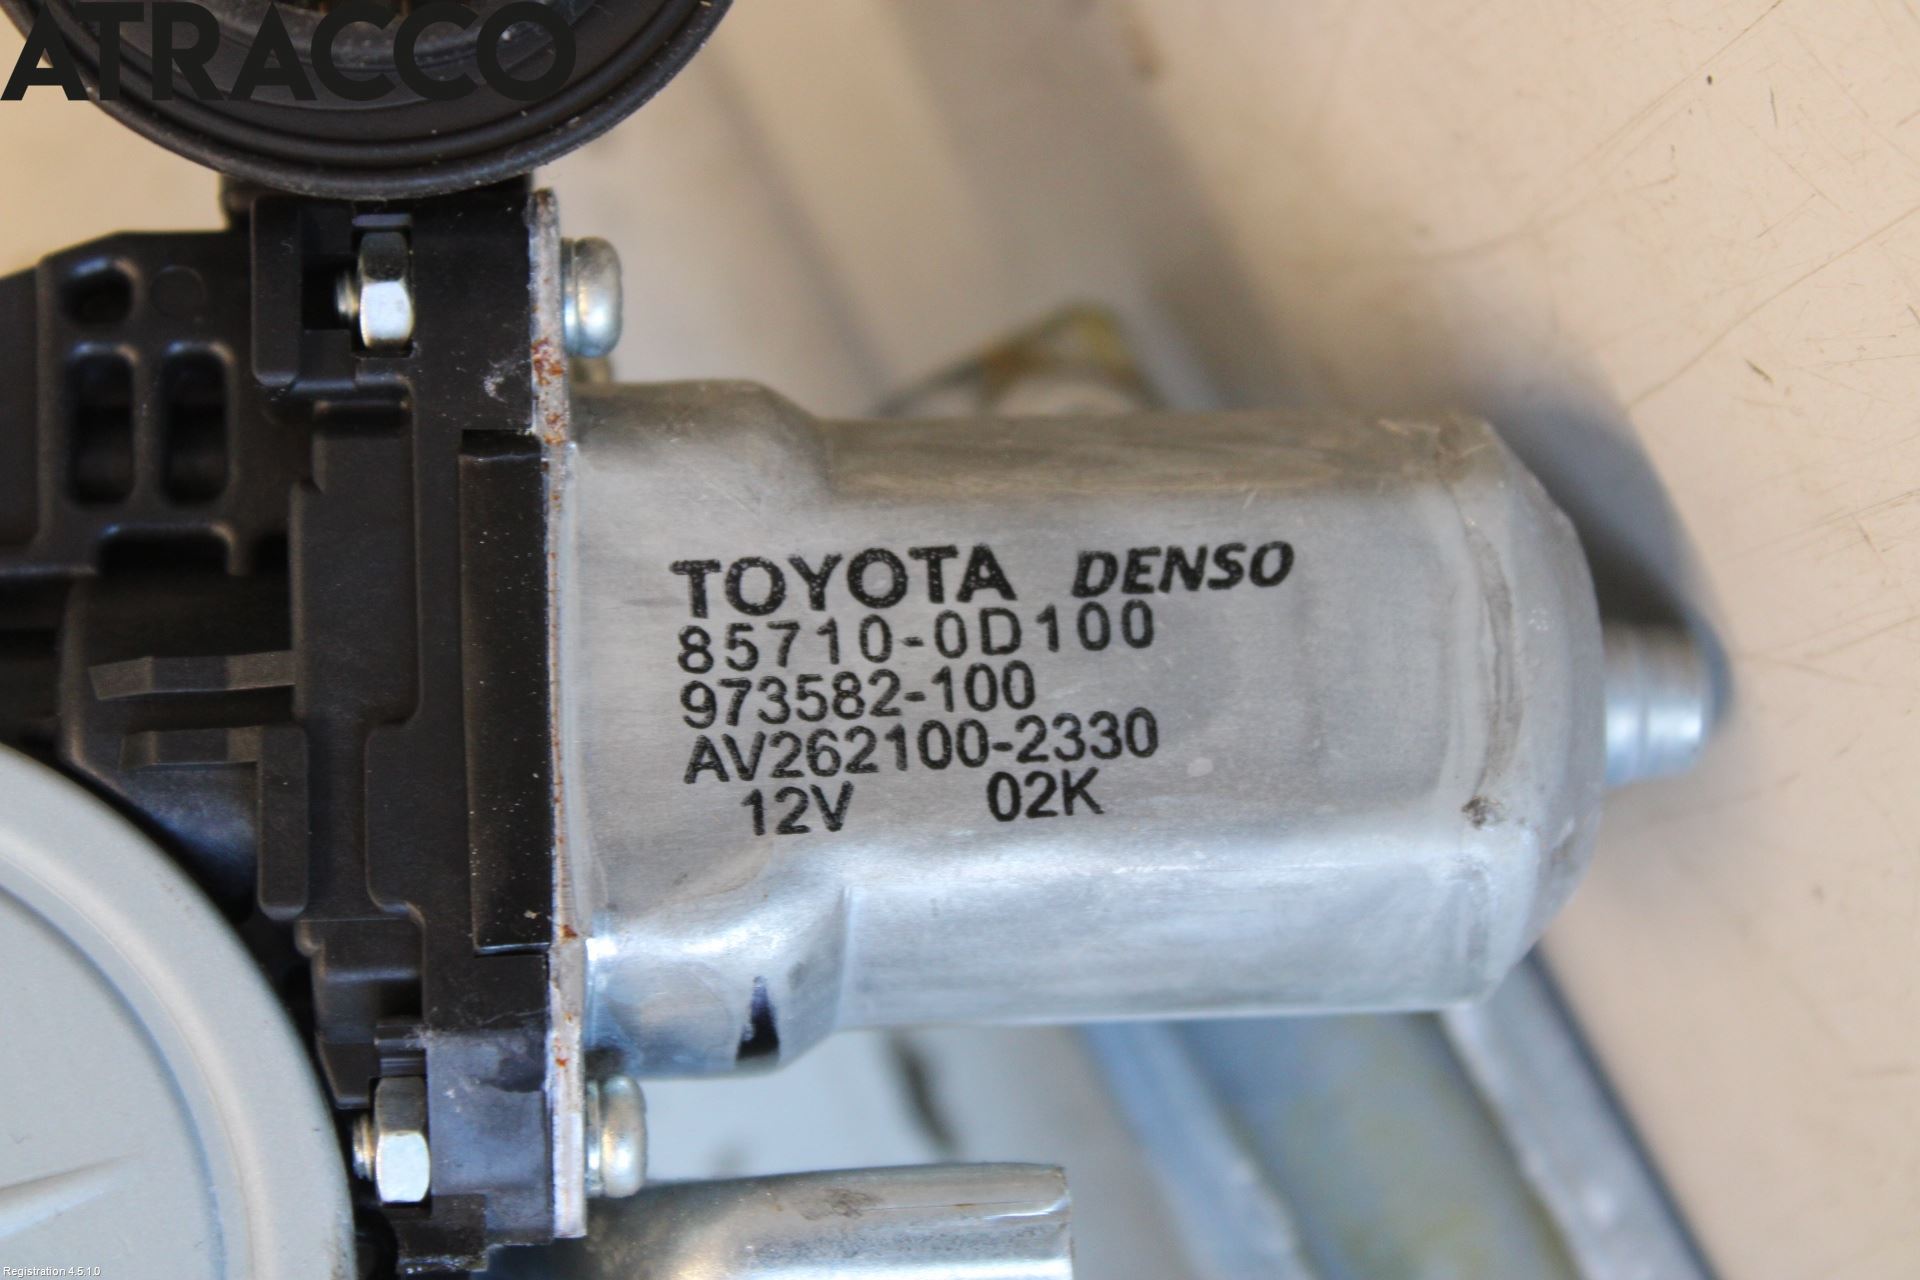 ATRACCO
TOYOTA DENSO
85710-0D100
973582-100
AV262100-2330
12V 02K
Registration 4.5.1.0